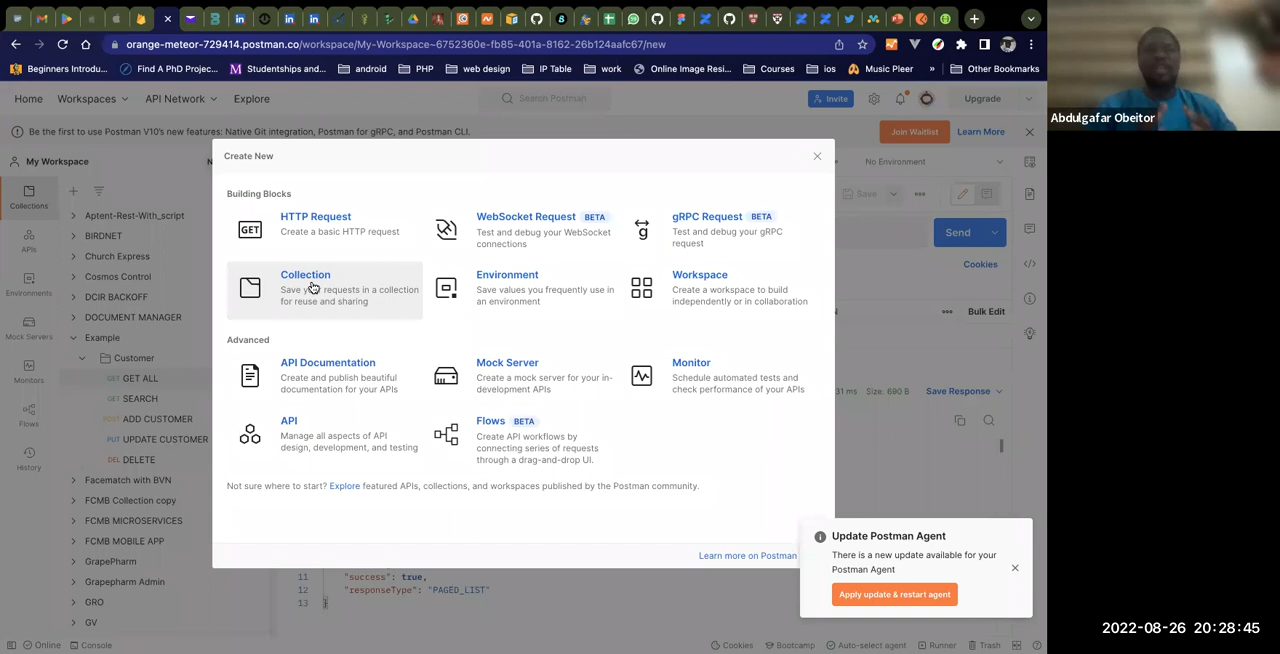 orange-meteor-729414.postman.co/workspace/My-Workspace~6752360e-fb85-401a-8162-26b124aafc67/new
Beginners Introdu... Find A PhD Projec... Studentships and... android PHP web design IP Table work Online Image Resi... Courses ios Music Pleer » Other Bookmarks
Home Workspaces API Network Explore Search Postman Invite Upgrade
Be the first to use Postman V10's new features: Native Git integration, Postman for gRPC, and Postman CLI. Join Waitlist Learn More
Abdulgafar Obeitor
My Workspace
No Environment
Create New
Building Blocks
HTTP Request
Create a basic HTTP request
WebSocket Request BETA
Test and debug your WebSocket
connections
gRPC Request BETA
Test and debug your gRPC
request
Collection
Save your requests in a collection
for reuse and sharing
Environment
Save values you frequently use in
an environment
Workspace
Create a workspace to build
independently or in collaboration
Advanced
API Documentation
Create and publish beautiful
documentation for your APIs
Mock Server
Create a mock server for your in-
development APIs
Monitor
Schedule automated tests and
check performance of your APIs
API
Manage all aspects of API
design, development, and testing
Flows BETA
Create API workflows by
connecting series of requests
through a drag-and-drop UI.
Not sure where to start? Explore featured APIs, collections, and workspaces published by the Postman community.
Learn more on Postman
Collections
APIs
Environments
Mock Servers
Monitors
Flows
History
Aptent-Rest-With_script
BIRDNET
Church Express
Cosmos Control
DCIR BACKOFF
DOCUMENT MANAGER
Example
Customer
GET GET ALL
GET SEARCH
POST ADD CUSTOMER
PUT UPDATE CUSTOMER
DEL DELETE
Facematch with BVN
FCMB Collection copy
FCMB MICROSERVICES
FCMB MOBILE APP
GrapePharm
Grapepharm Admin
GRO
GV
Save
Send
Cookies
Bulk Edit
31 ms Size: 690 B Save Response
11 "success": true,
12 "responseType": "PAGED_LIST"
13 }
Update Postman Agent
There is a new update available for your
Postman Agent
Apply update & restart agent
2022-08-26 20:28:45
Online Console
Cookies Bootcamp Auto-select agent Runner Trash